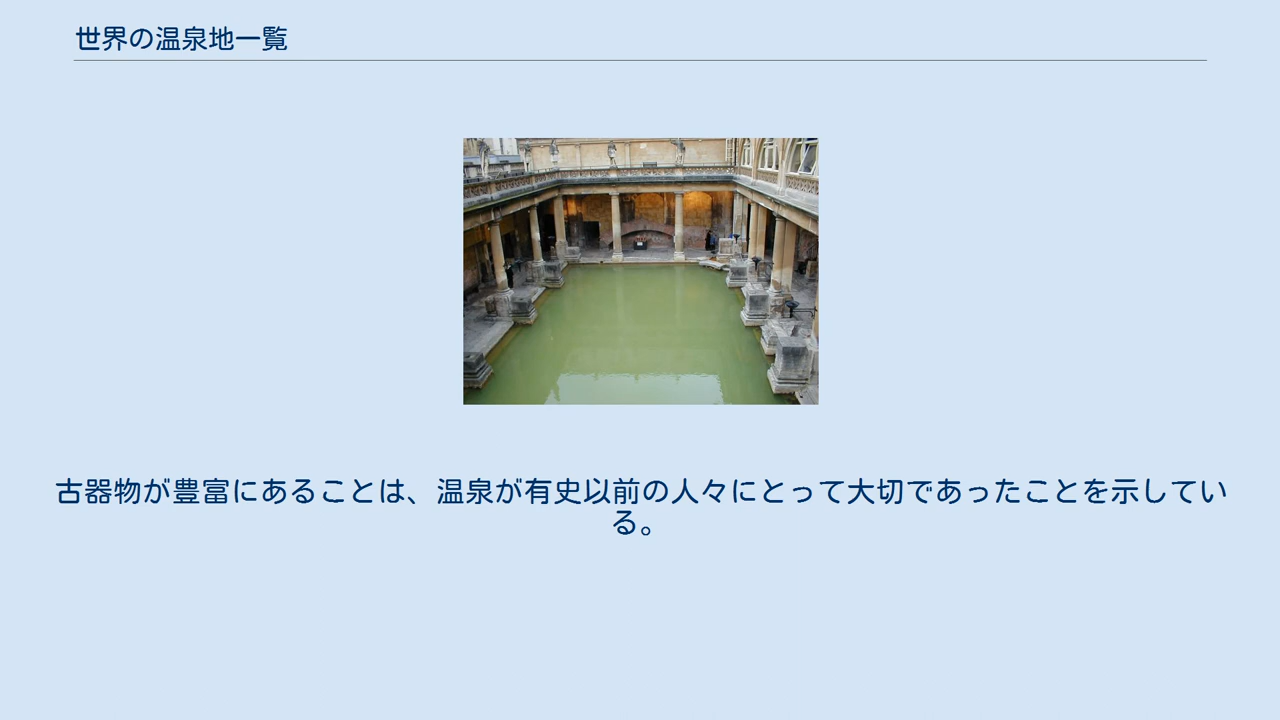 世界の温泉地一覧
古器物が豊富にあることは、温泉が有史以前の人々にとって大切であったことを示してい
る。